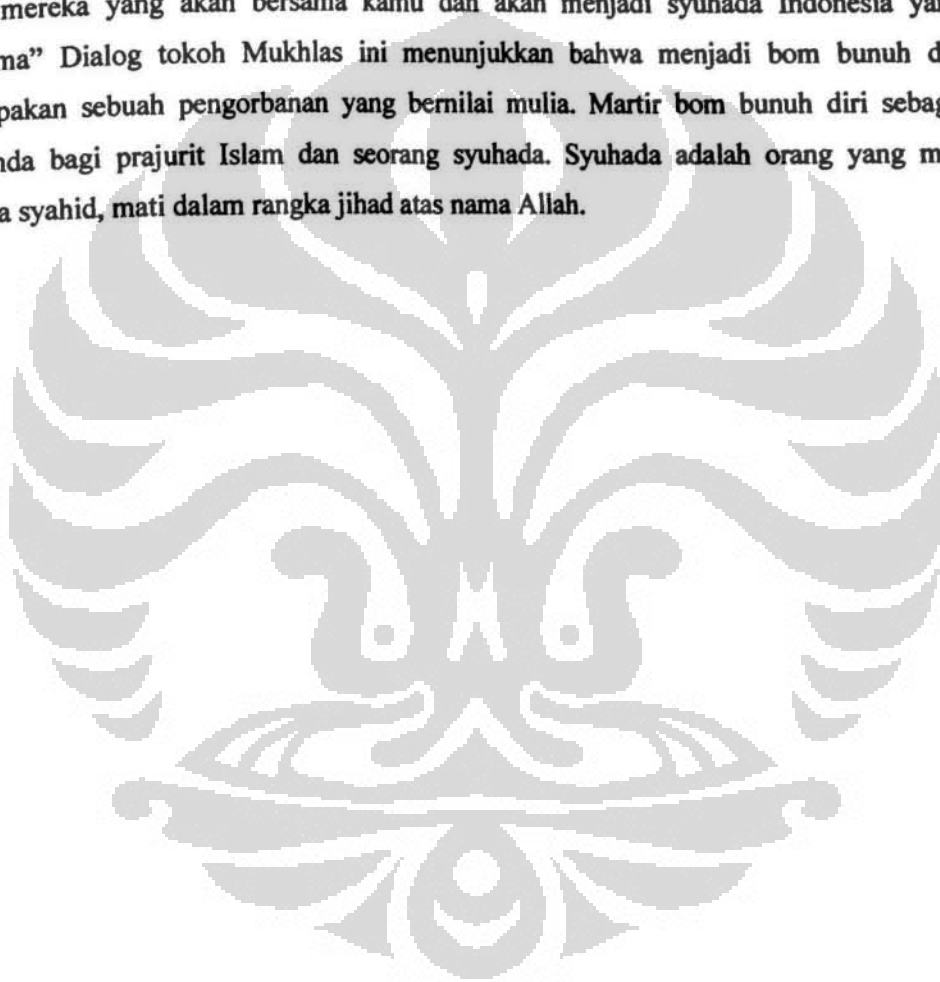 mereka yang akan bersama kamu dan akan menjadi syuhada Indonesia
ma” Dialog tokoh Mukhlas ini menunjukkan bahwa menjadi bom bunuh
pakan sebuah pengorbanan yang bernilai mulia. Martir bom bunuh diri
nda bagi prajurit Islam dan seorang syuhada. Syuhada adalah orang yang
a syahid, mati dalam rangka jihad atas nama Allah.